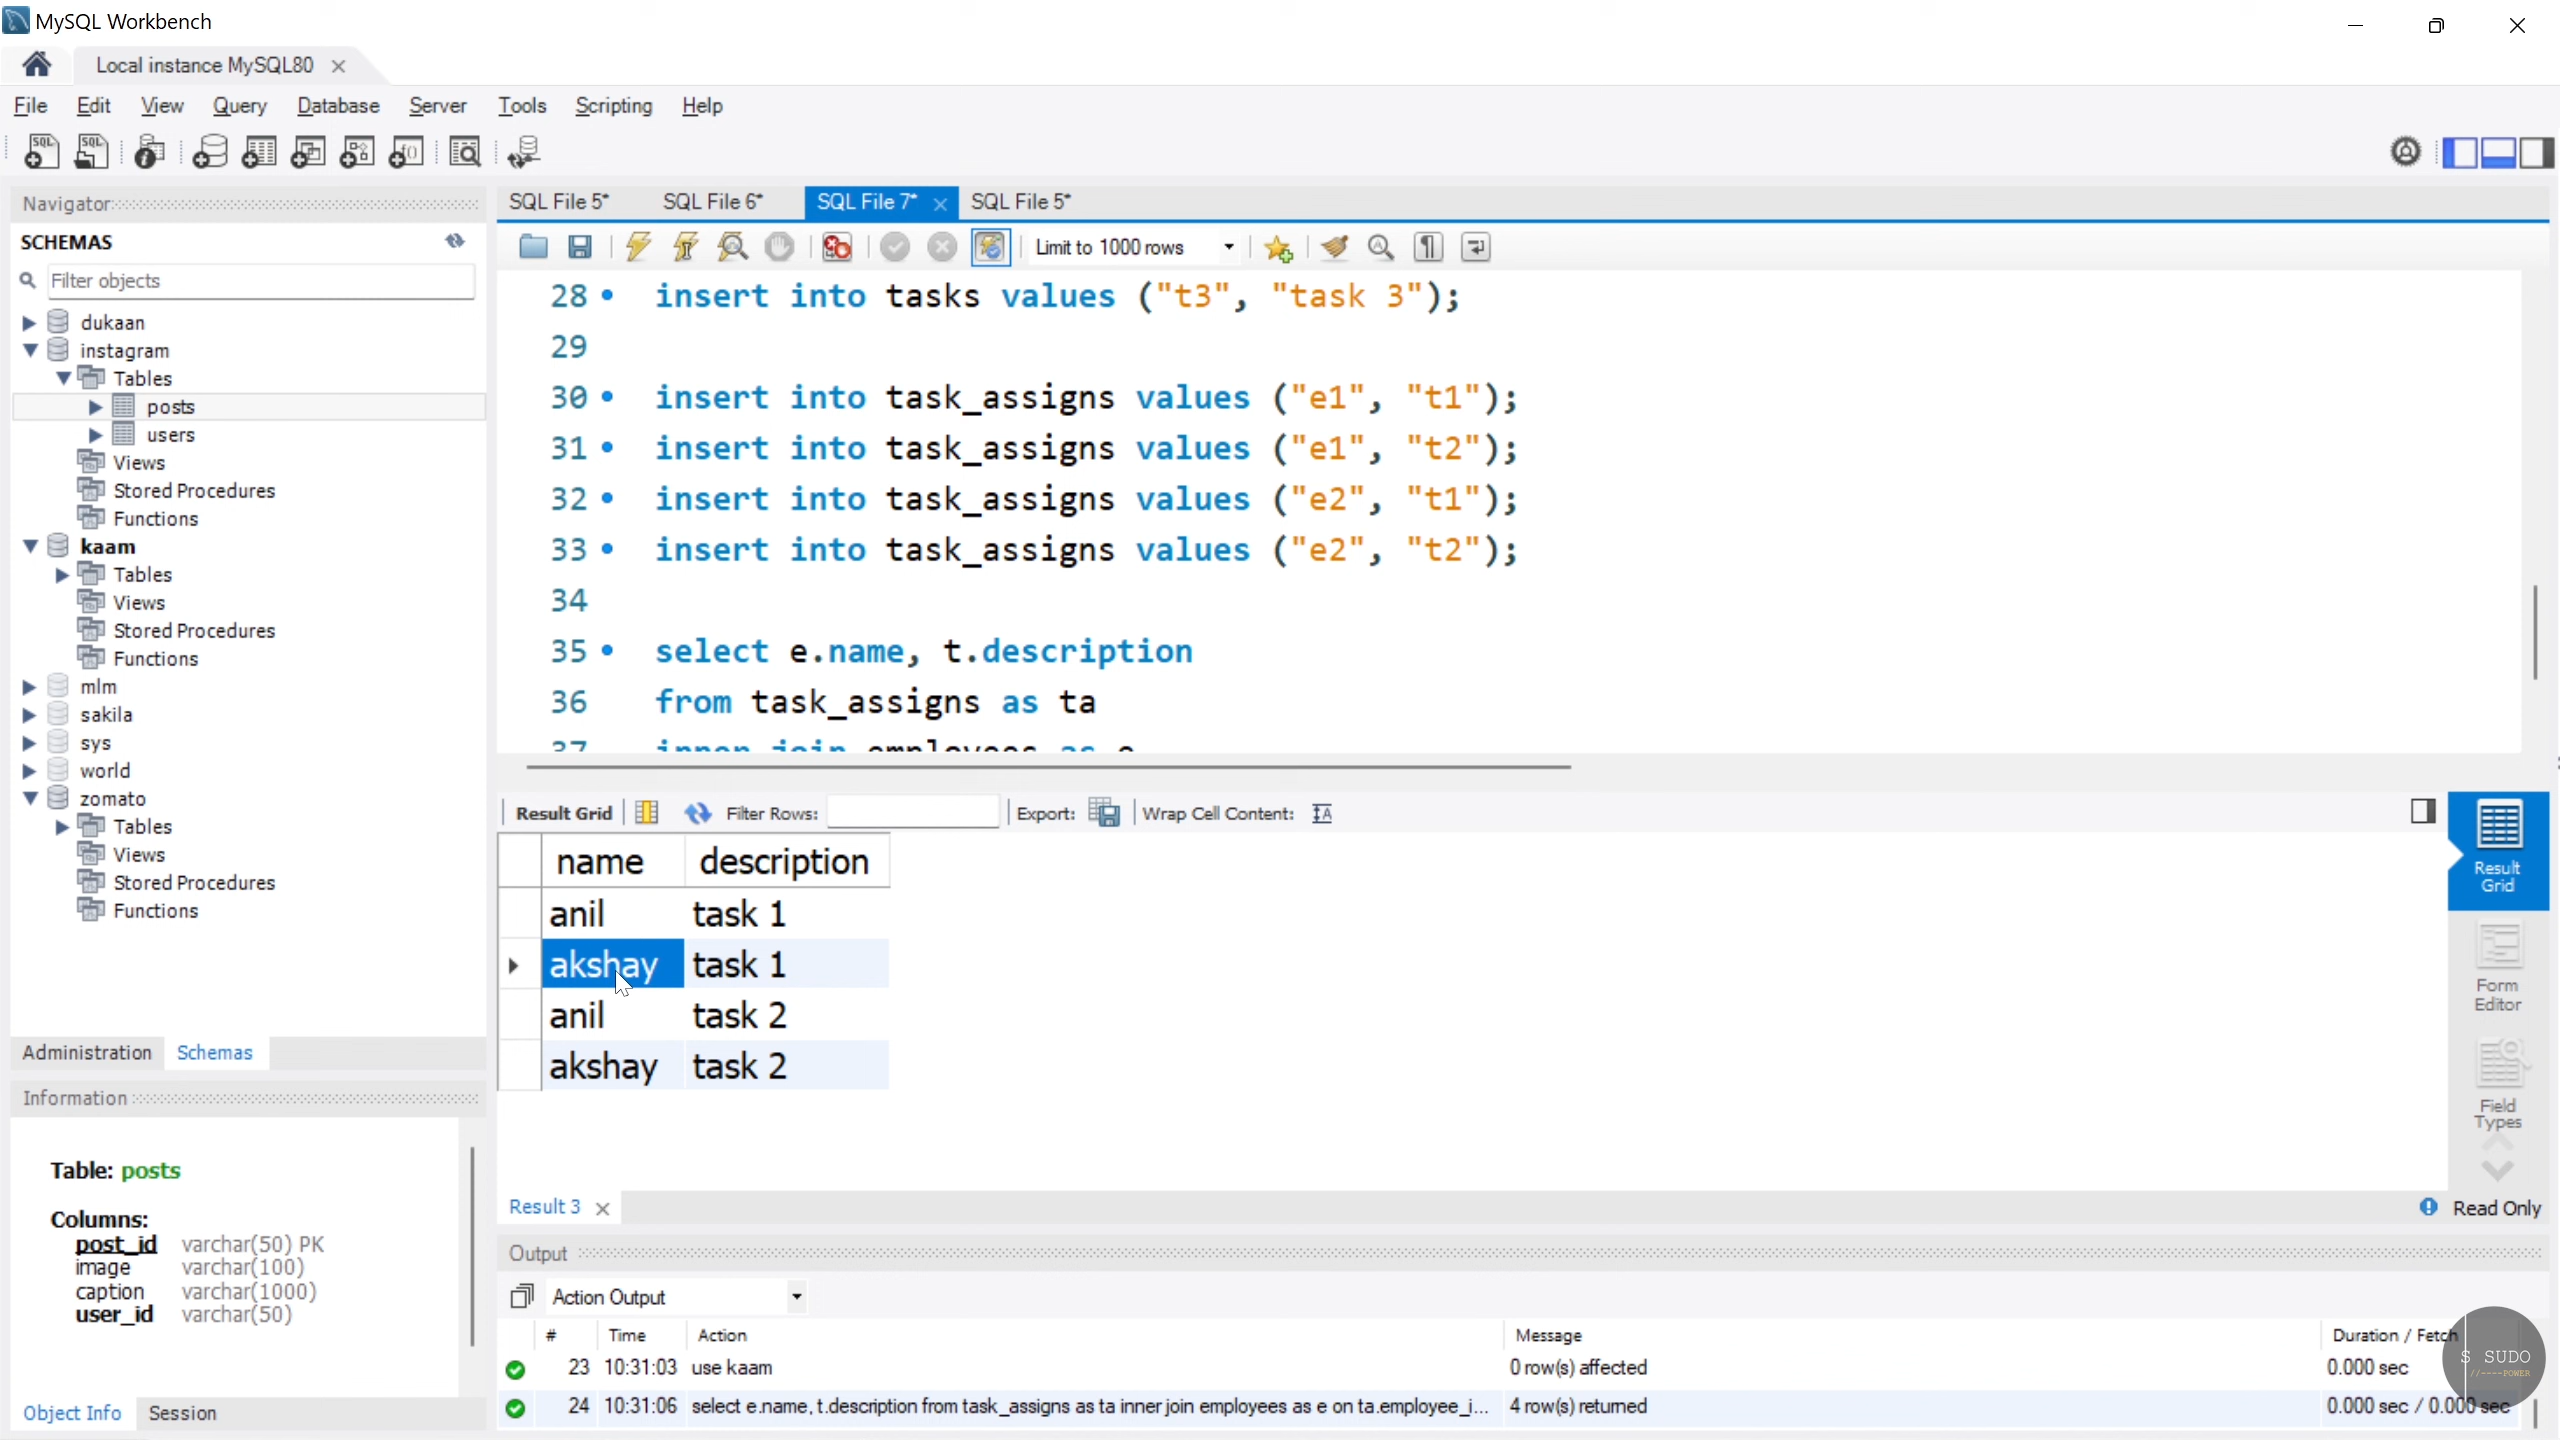 MySQL Workbench
Local instance MySQL80
File Edit View Query Database Server Tools Scripting Help
Navigator
SCHEMAS
Filter objects
dukaan
instagram
Tables
posts
users
Views
Stored Procedures
Functions
kaam
Tables
Views
Stored Procedures
Functions
mlm
sakila
sys
world
zomato
Tables
Views
Stored Procedures
Functions
Administration Schemas
Information
Table: posts
Columns:
post_id varchar(50) PK
image varchar(100)
caption varchar(1000)
user_id varchar(50)
Object Info Session
SQL File 5* SQL File 6* SQL File 7* SQL File 5*
Limit to 1000 rows
28 insert into tasks values ("t3", "task 3");
29
30 insert into task_assigns values ("e1", "t1");
31 insert into task_assigns values ("e1", "t2");
32 insert into task_assigns values ("e2", "t1");
33 insert into task_assigns values ("e2", "t2");
34
35 select e.name, t.description
36 from task_assigns as ta
37 inner join employees as e
Result Grid Filter Rows: Export: Wrap Cell Content:
name description
anil task 1
akshay task 1
anil task 2
akshay task 2
Result Grid
Form Editor
Field Types
Result 3
Read Only
Output
Action Output
# Time Action Message Duration / Fetch
23 10:31:03 use kaam 0 row(s) affected 0.000 sec
24 10:31:06 select e.name, t.description from task_assigns as ta inner join employees as e on ta.employee_i... 4 row(s) returned 0.000 sec / 0.000 sec
S SUDO
//----POWER